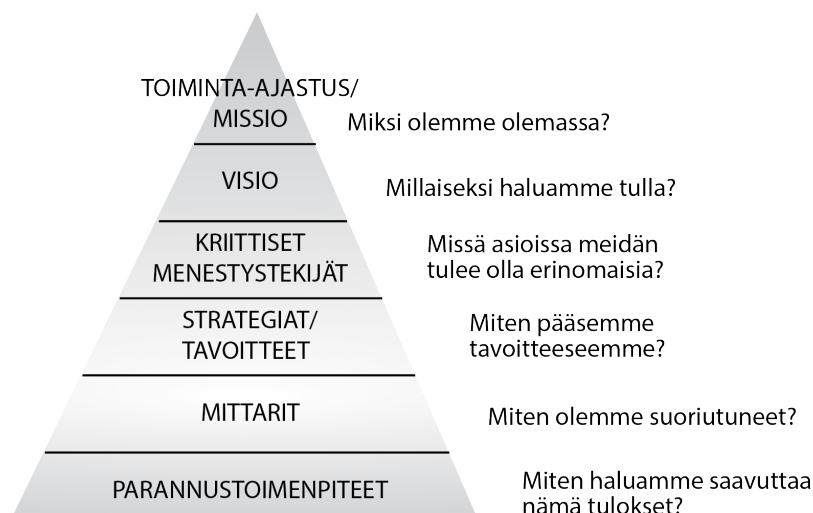 TOIMINTA-AJASTUS/
MISSIO
Miksi olemme olemassa?
VISIO
Millaiseksi haluamme tulla?
KRIITTISET
MENESTYSTEKIJÄT
Missä asioissa meidän
tulee olla erinomaisia?
STRATEGIAT/
TAVOITTEET
Miten pääsemme
tavoitteeseemme?
MITTARIT
Miten olemme suoriutuneet?
PARANNUSTOIMENPITEET
Miten haluamme saavuttaa
nämä tulokset?